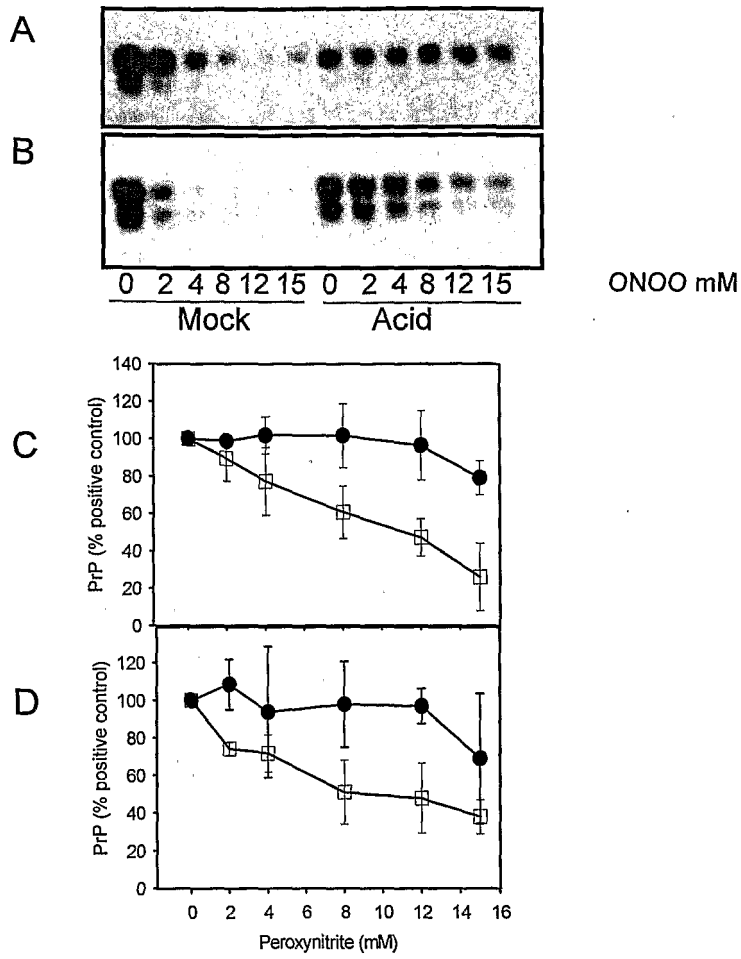 A
B
0 2 4 8 12 15 0 2 4 8 12 15 ONOO mM
Mock Acid
C
PrP (% positive control)
140
120
100
80
60
40
20
0
D
PrP (% positive control)
120
100
80
60
40
20
0
0 2 4 6 8 10 12 14 16
Peroxynitrite (mM)